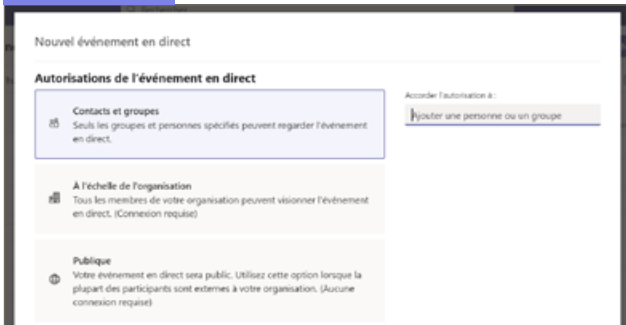 Rechercher
Nouvel événement en direct
Autorisations de l'événement en direct
Contacts et groupes
Seuls les groupes et personnes spécifiés peuvent regarder l'événement
en direct.
Accorder l'autorisation à :
Ajouter une personne ou un groupe
À l'échelle de l'organisation
Tous les membres de votre organisation peuvent visionner l'événement
en direct. (Connexion requise)
Publique
Votre événement en direct sera public. Utilisez cette option lorsque la
plupart des participants sont externes à votre organisation. (Aucune
connexion requise)